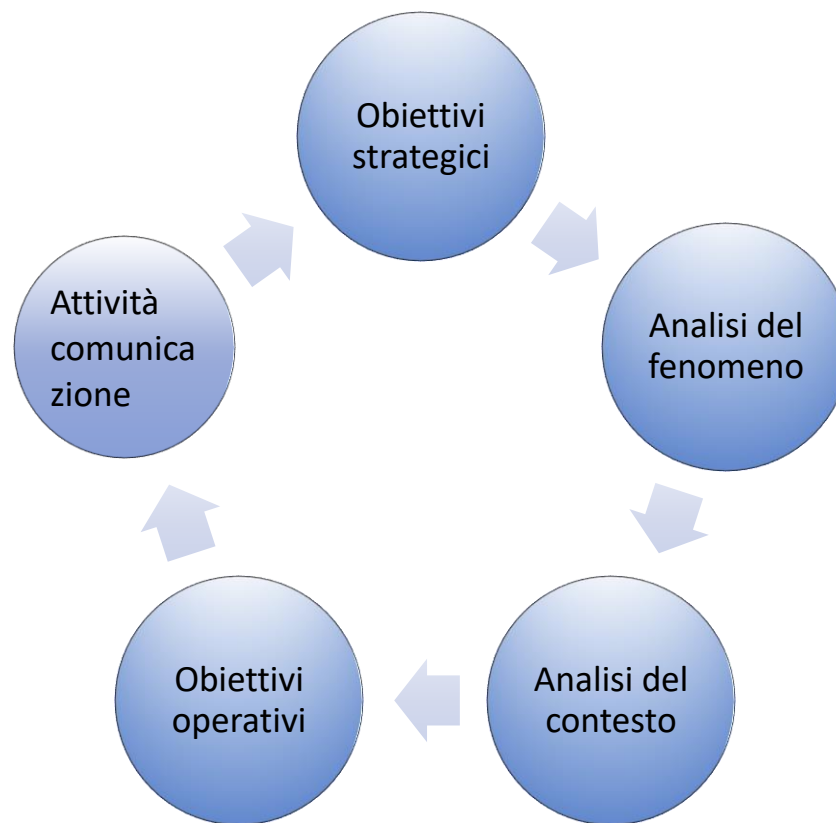 Obiettivi
strategici
Analisi del
fenomeno
Analisi del
contesto
Obiettivi
operativi
Attività
comunica
zione